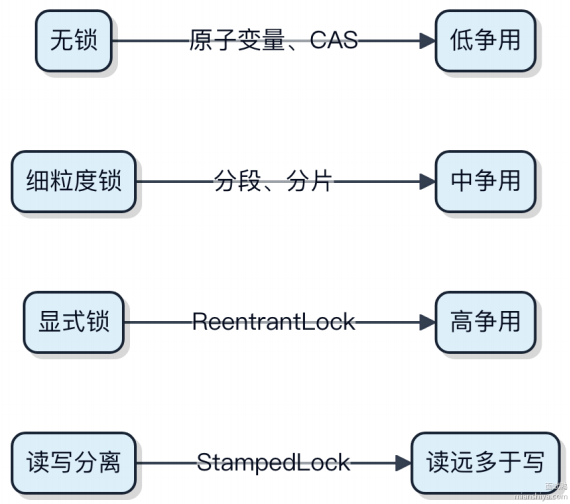 无锁 原子变量、CAS 低争用
细粒度锁 分段、分片 中争用
显式锁 ReentrantLock 高争用
读写分离 StampedLock 读远多于写